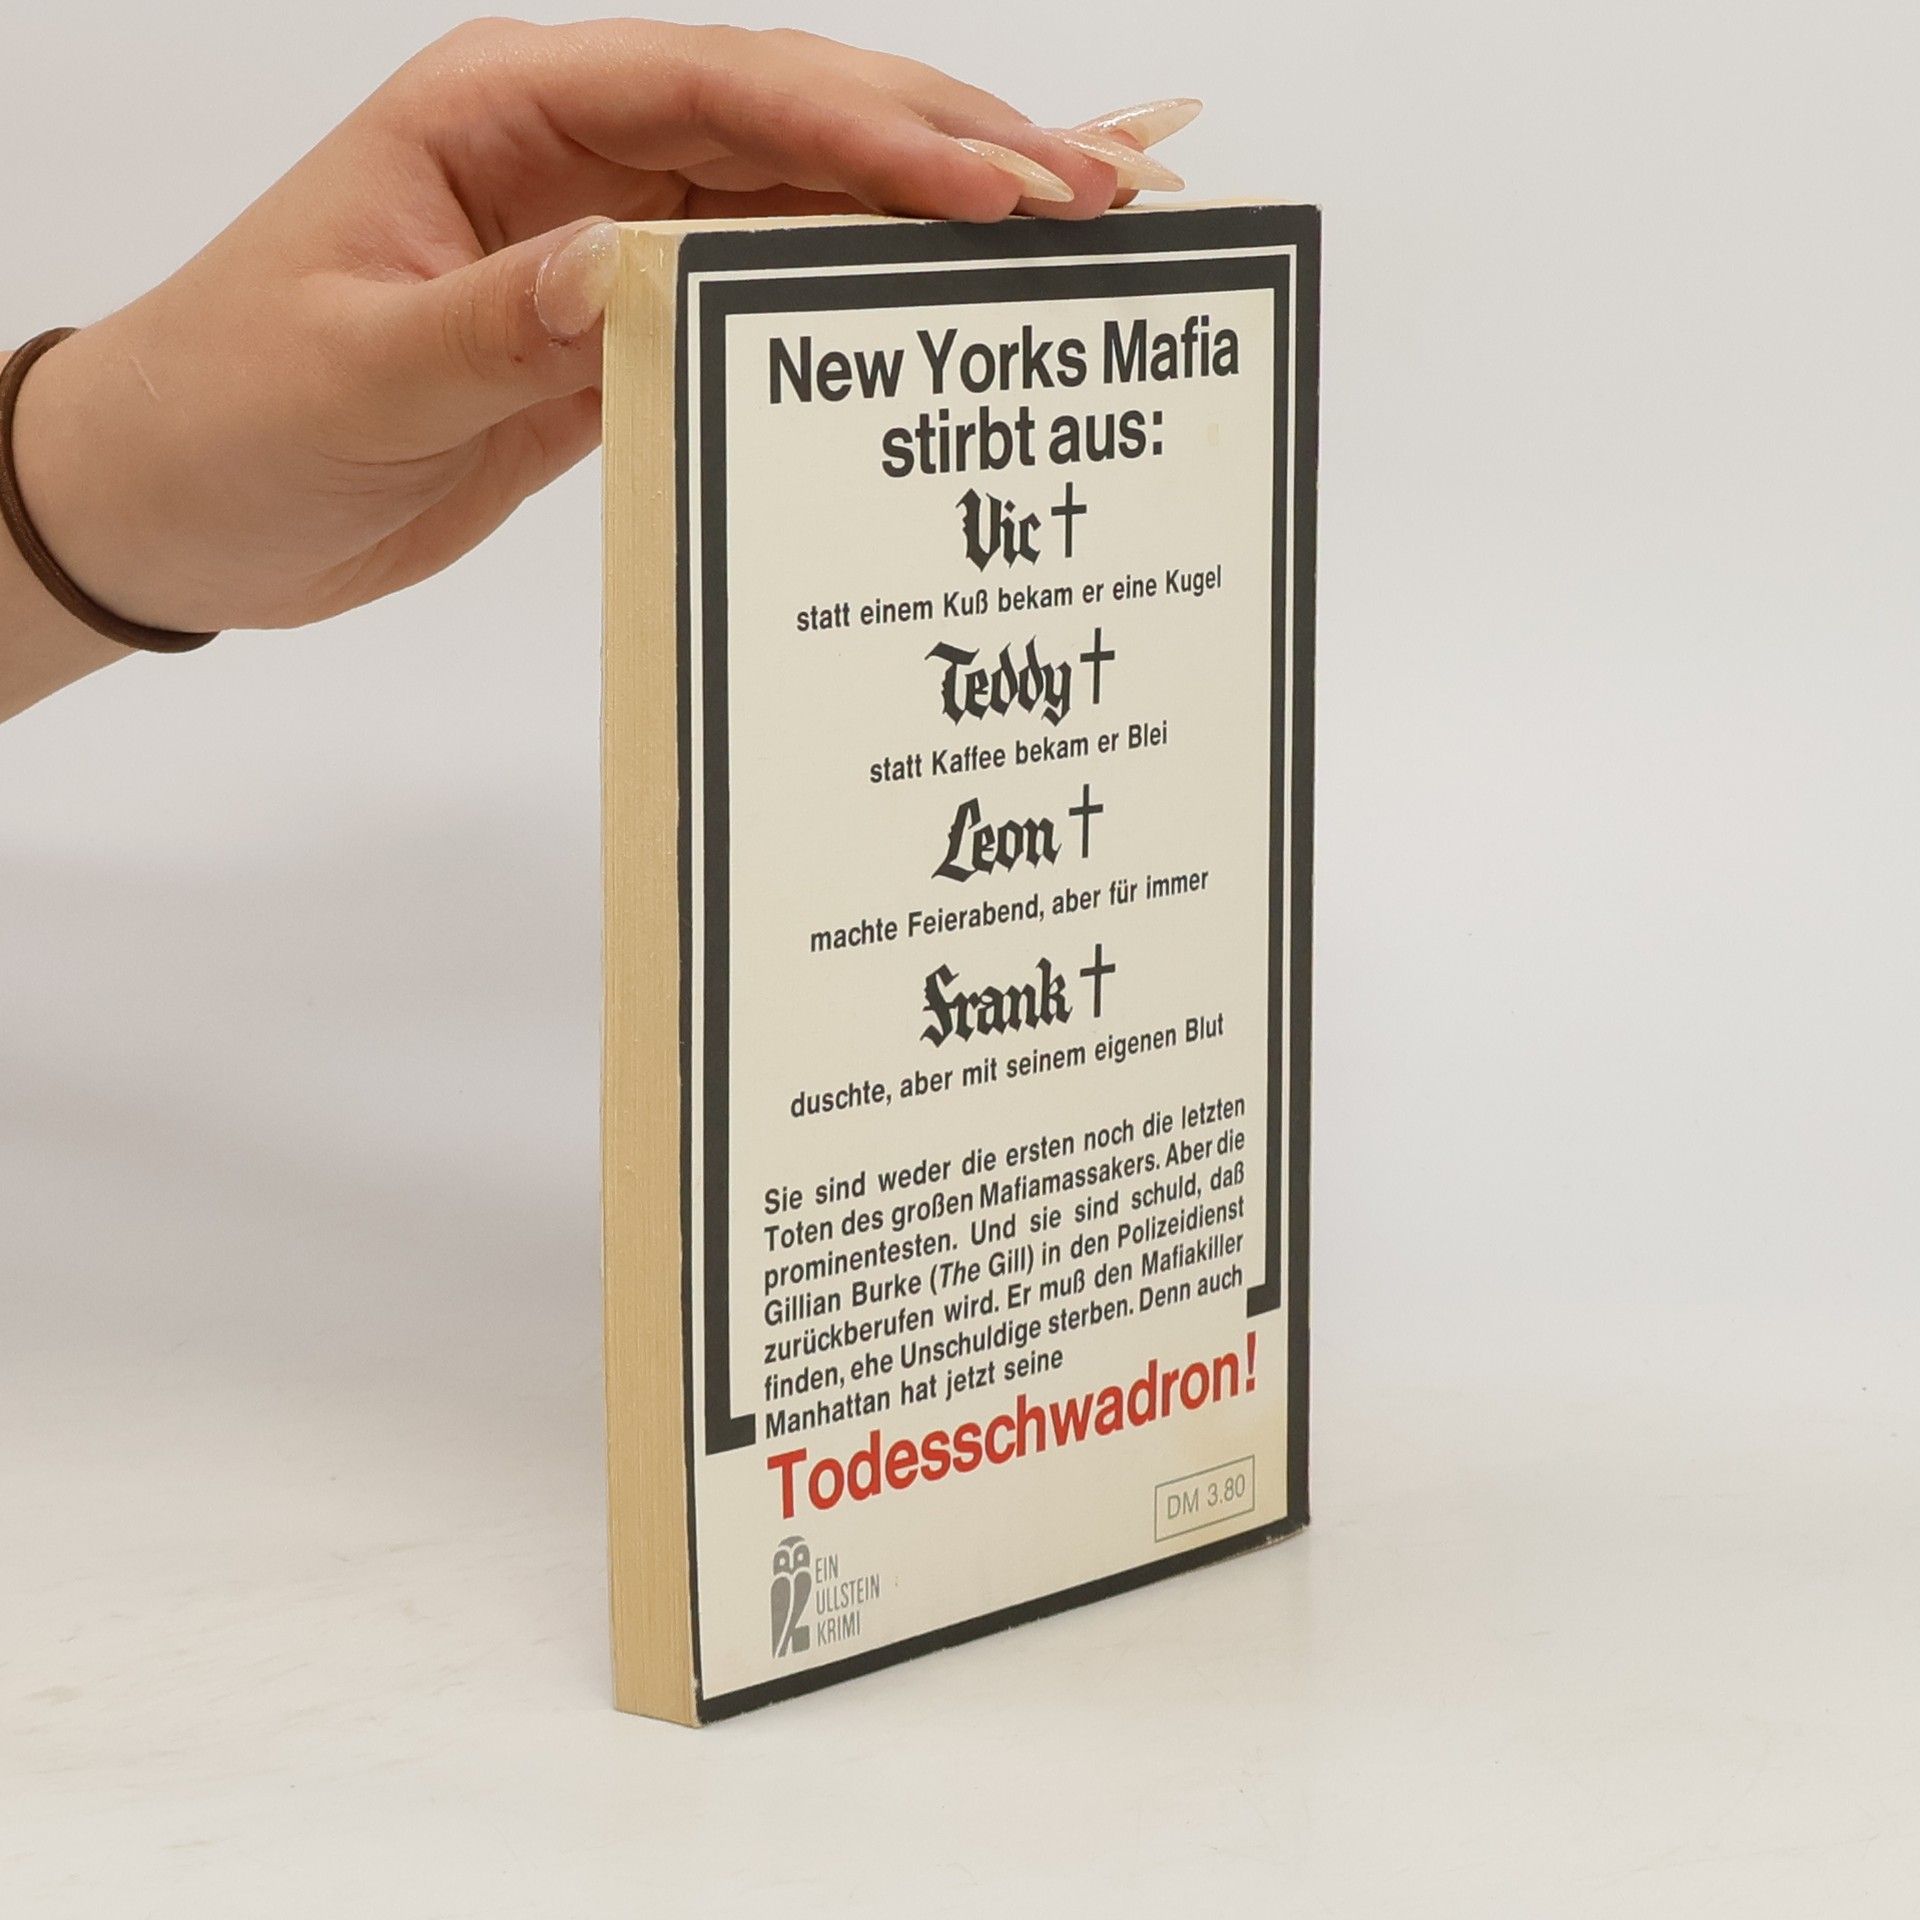 New Yorks Mafia
stirbt aus:
Vic †
statt einem Kuß bekam er eine Kugel
Teddy †
statt Kaffee bekam er Blei
Leon †
machte Feierabend, aber für immer
Frank †
duschte, aber mit seinem eigenen Blut
Sie sind weder die ersten noch die letzten
Toten des großen Mafiamassakers. Aber die
prominentesten. Und sie sind schuld, daß
Gillian Burke (The Gill) in den Polizeidienst
zurückberufen wird. Er muß den Mafiakiller
finden, ehe Unschuldige sterben. Denn auch
Manhattan hat jetzt seine
Todesschwadron!
DM 3.80
EIN
ULLSTEIN
KRIMI